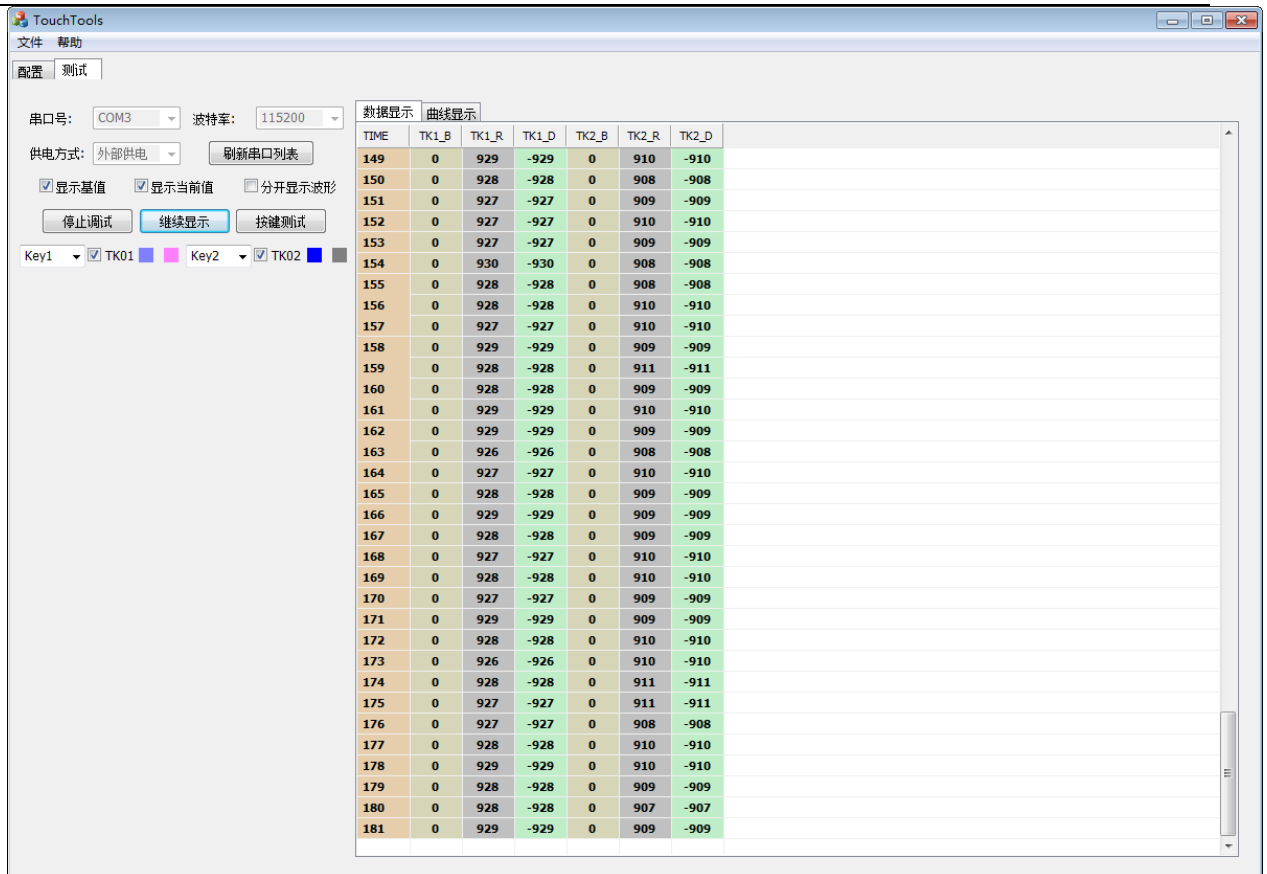 TouchTools
文件 帮助
配置 测试
串口号: COM3 波特率: 115200
供电方式: 外部供电 刷新串口列表
显示基值 显示当前值 分开显示波形
停止调试 继续显示 按键测试
Key1 TK01 Key2 TK02
数据显示 曲线显示
TIME TK1_B TK1_R TK1_D TK2_B TK2_R TK2_D
149 0 929 -929 0 910 -910
150 0 928 -928 0 908 -908
151 0 927 -927 0 909 -909
152 0 927 -927 0 910 -910
153 0 927 -927 0 909 -909
154 0 930 -930 0 908 -908
155 0 928 -928 0 908 -908
156 0 928 -928 0 910 -910
157 0 927 -927 0 910 -910
158 0 929 -929 0 909 -909
159 0 928 -928 0 911 -911
160 0 928 -928 0 909 -909
161 0 929 -929 0 910 -910
162 0 929 -929 0 909 -909
163 0 926 -926 0 908 -908
164 0 927 -927 0 910 -910
165 0 928 -928 0 909 -909
166 0 929 -929 0 909 -909
167 0 928 -928 0 909 -909
168 0 927 -927 0 910 -910
169 0 928 -928 0 910 -910
170 0 927 -927 0 909 -909
171 0 929 -929 0 909 -909
172 0 928 -928 0 910 -910
173 0 926 -926 0 910 -910
174 0 928 -928 0 911 -911
175 0 927 -927 0 911 -911
176 0 927 -927 0 908 -908
177 0 928 -928 0 910 -910
178 0 929 -929 0 910 -910
179 0 928 -928 0 909 -909
180 0 928 -928 0 907 -907
181 0 929 -929 0 909 -909